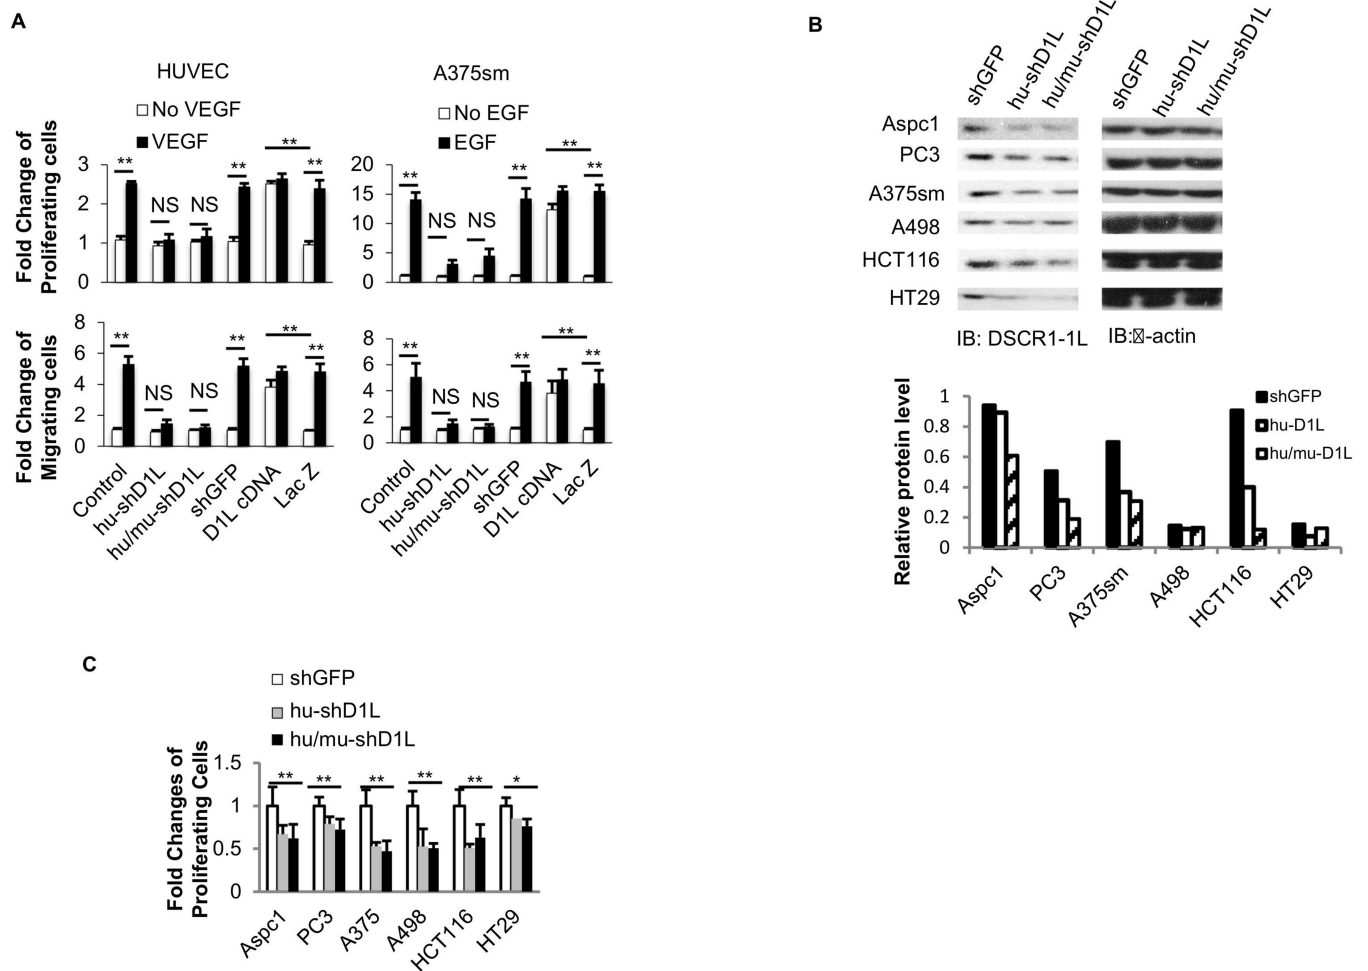 A
HUVEC
No VEGF
VEGF
Fold Change of
Proliferating cells
3
2
1
0
**
NS
NS
**
**
**
A375sm
No EGF
EGF
20
15
10
5
0
**
NS
NS
**
**
**
Fold Change of
Migrating cells
8
6
4
2
0
**
NS
NS
**
**
**
8
6
4
2
0
**
NS
NS
**
**
**
Control
hu-shD1L
hu/mu-shD1L
shGFP
D1L cDNA
Lac Z
Control
hu-shD1L
hu/mu-shD1L
shGFP
D1L cDNA
Lac Z
B
shGFP
hu-shD1L
hu/mu-shD1L
shGFP
hu-shD1L
hu/mu-shD1L
Aspc1
PC3
A375sm
A498
HCT116
HT29
IB: DSCR1-1L
IB:-actin
Relative protein level
1
0.8
0.6
0.4
0.2
0
shGFP
hu-D1L
hu/mu-D1L
Aspc1
PC3
A375sm
A498
HCT116
HT29
C
shGFP
hu-shD1L
hu/mu-shD1L
Fold Changes of
Proliferating Cells
1.5
1
0.5
0
**
**
**
**
**
*
Aspc1
PC3
A375
A498
HCT116
HT29